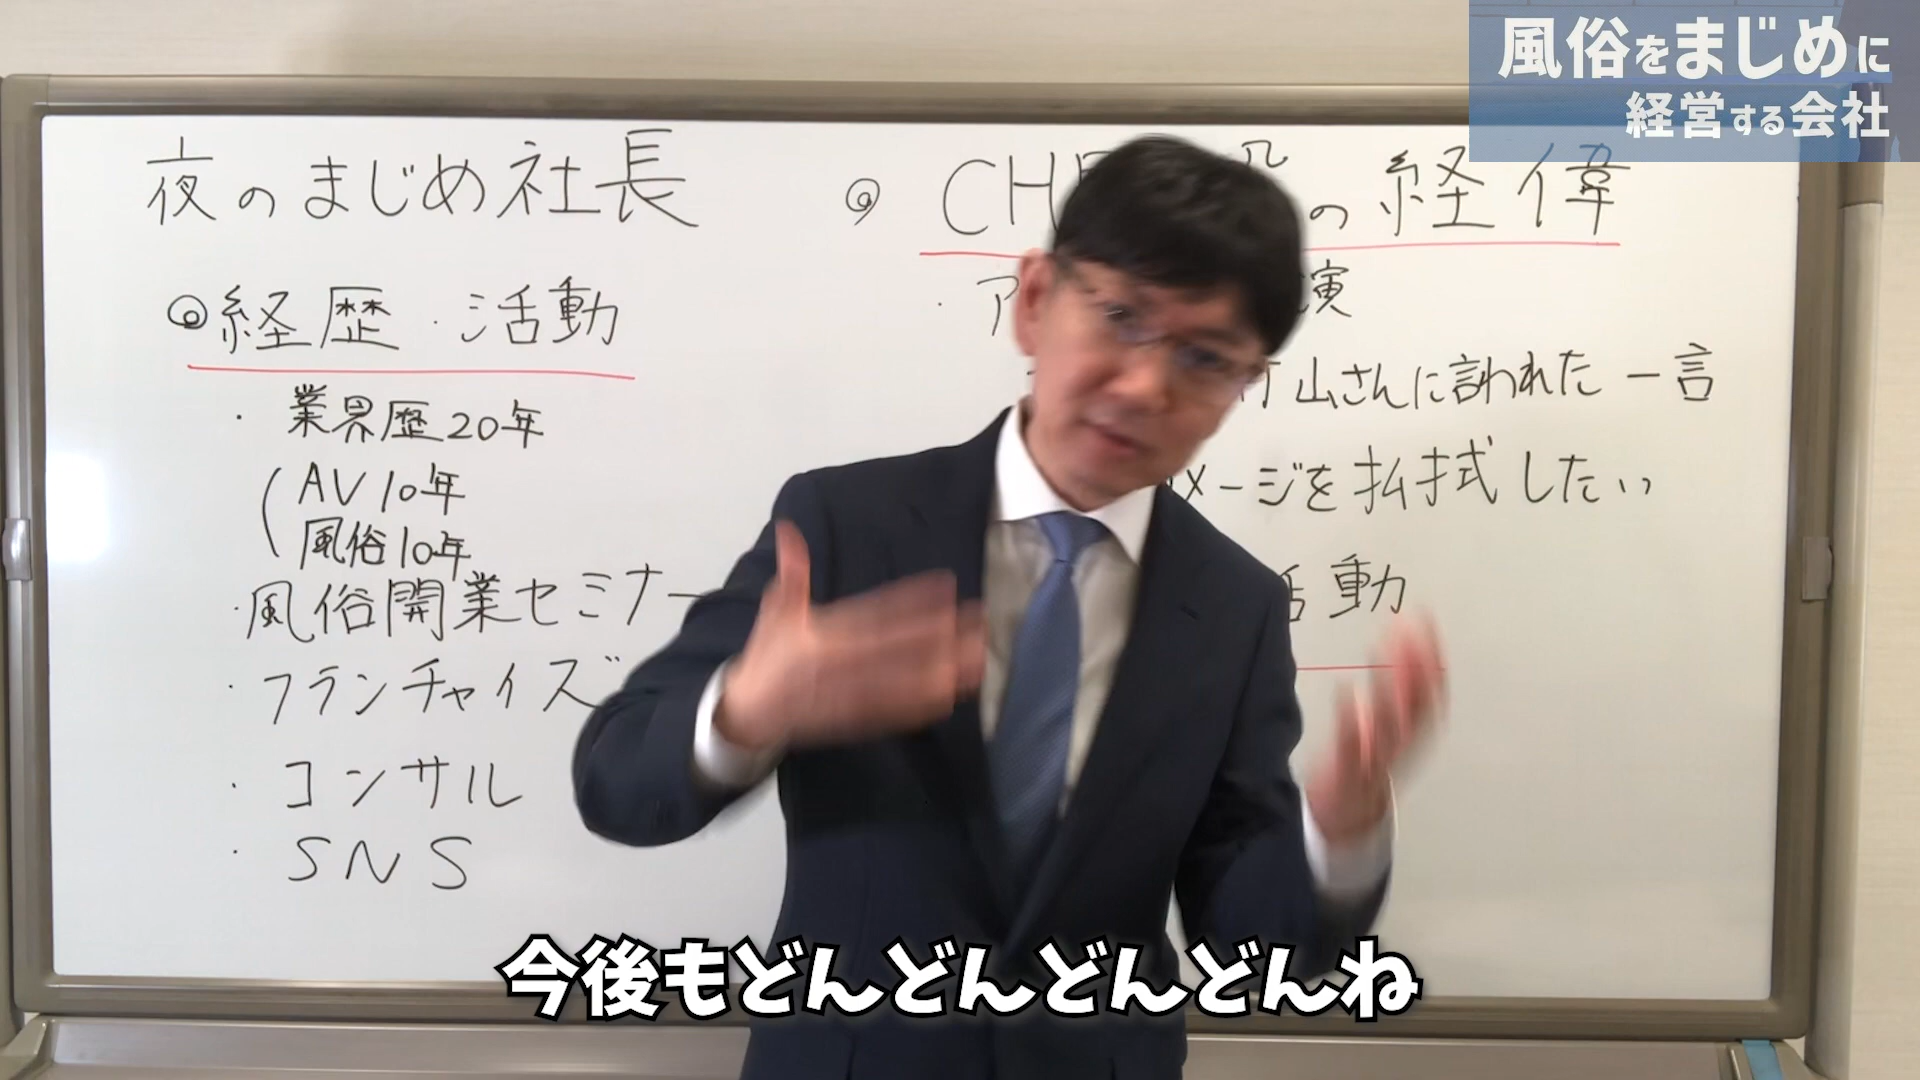 風俗をまじめに
経営する会社
夜のまじめ社長
◎経歴・活動
・業界歴20年
AV10年
風俗10年
・風俗開業セミナー
・フランチャイズ
・コンサル
・SNS
◎ の経緯
山さんに言われた一言
メージを払拭したい
活動
今後もどんどんどんどんね